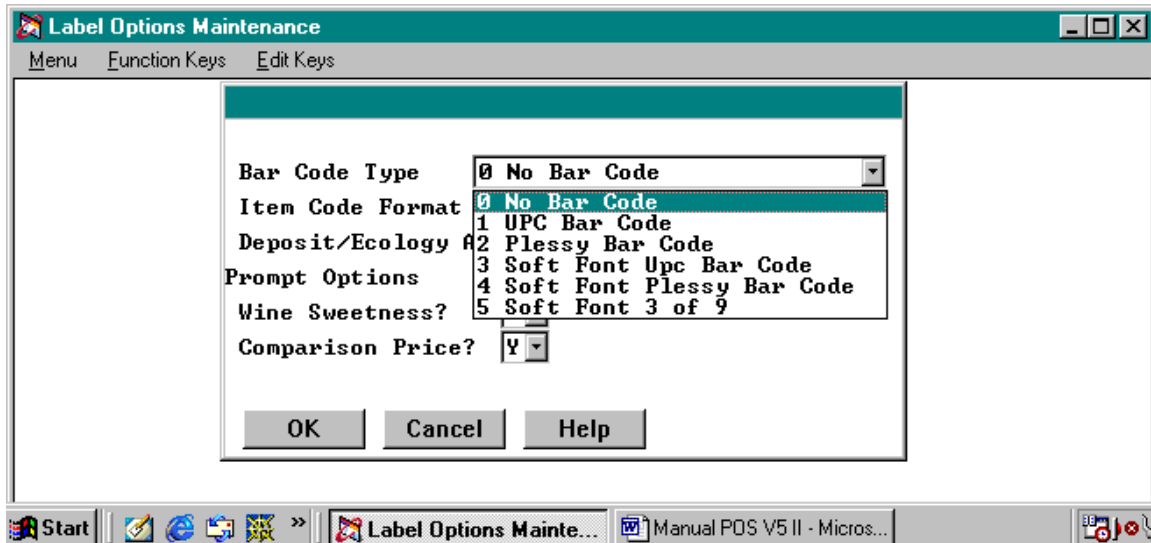 Label Options Maintenance
Menu Function Keys Edit Keys
Bar Code Type 0 No Bar Code
Item Code Format 0 No Bar Code
1 UPC Bar Code
Deposit/Ecology A 2 Plessy Bar Code
3 Soft Font Upc Bar Code
Prompt Options 4 Soft Font Plessy Bar Code
Wine Sweetness? 5 Soft Font 3 of 9
Comparison Price? Y
OK Cancel Help
Start » Label Options Mainte... Manual POS V5 II - Micros...